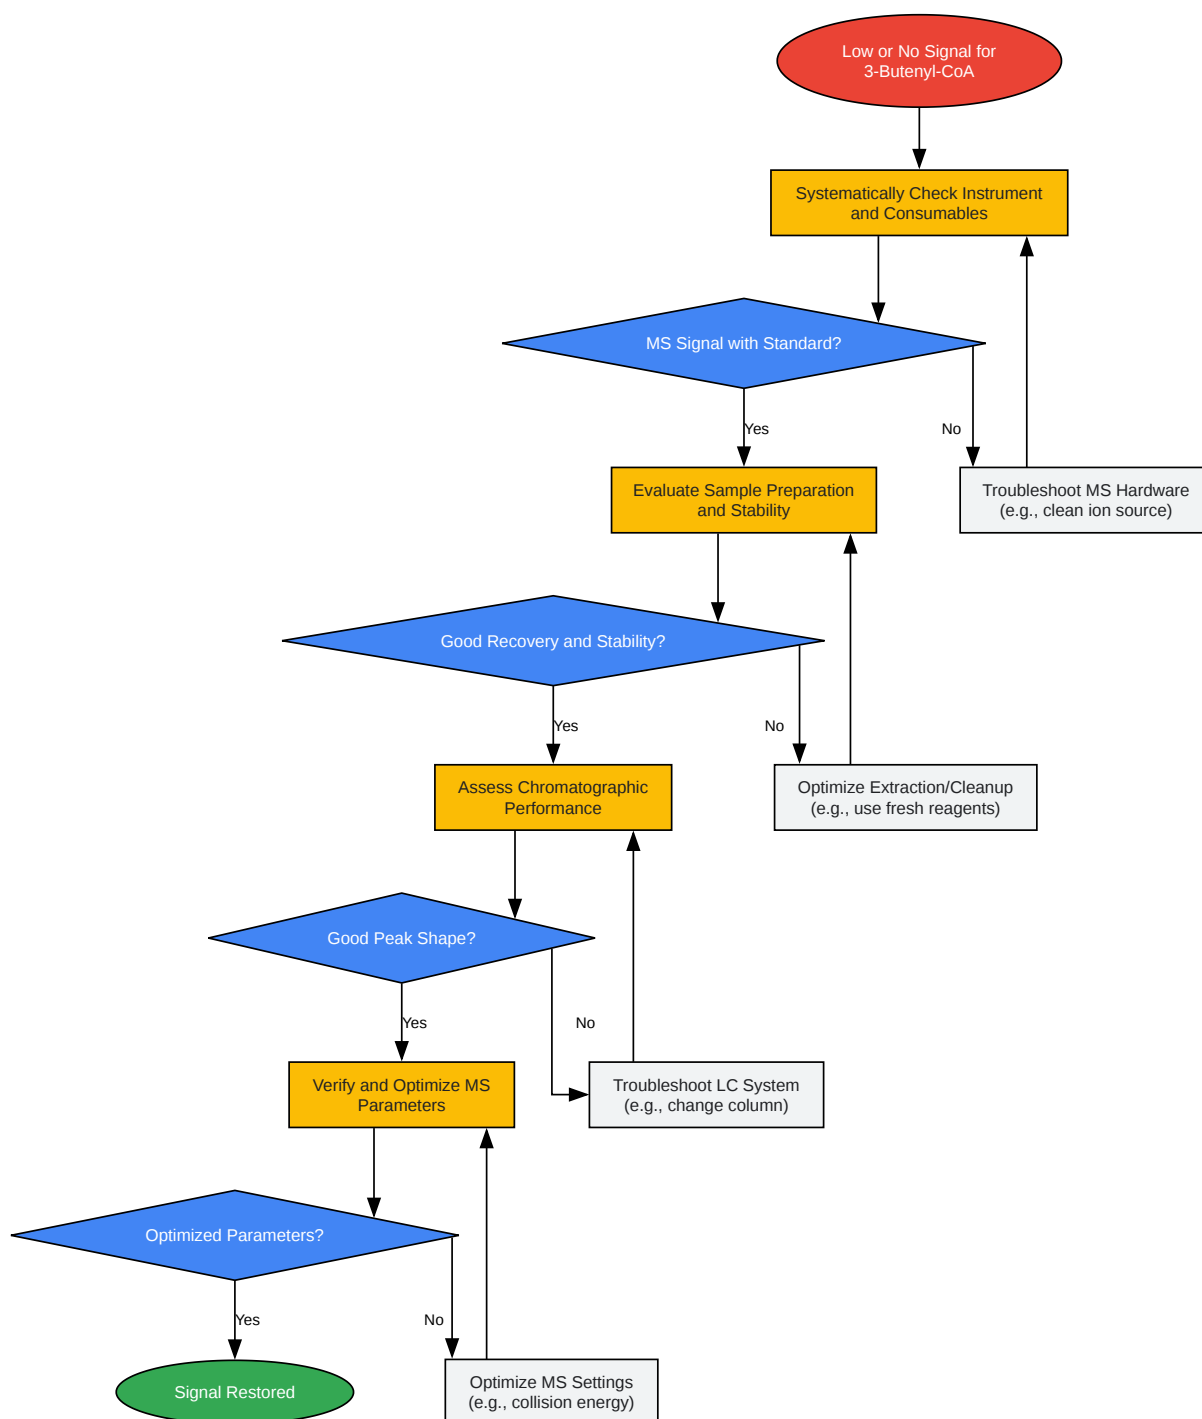 Low or No Signal for
3-Butenyl-CoA
Systematically Check Instrument
and Consumables
MS Signal with Standard?
Yes
No
Evaluate Sample Preparation
and Stability
Troubleshoot MS Hardware
(e.g., clean ion source)
Good Recovery and Stability?
Yes
No
Assess Chromatographic
Performance
Optimize Extraction/Cleanup
(e.g., use fresh reagents)
Good Peak Shape?
Yes
No
Verify and Optimize MS
Parameters
Troubleshoot LC System
(e.g., change column)
Optimized Parameters?
Yes
No
Signal Restored
Optimize MS Settings
(e.g., collision energy)